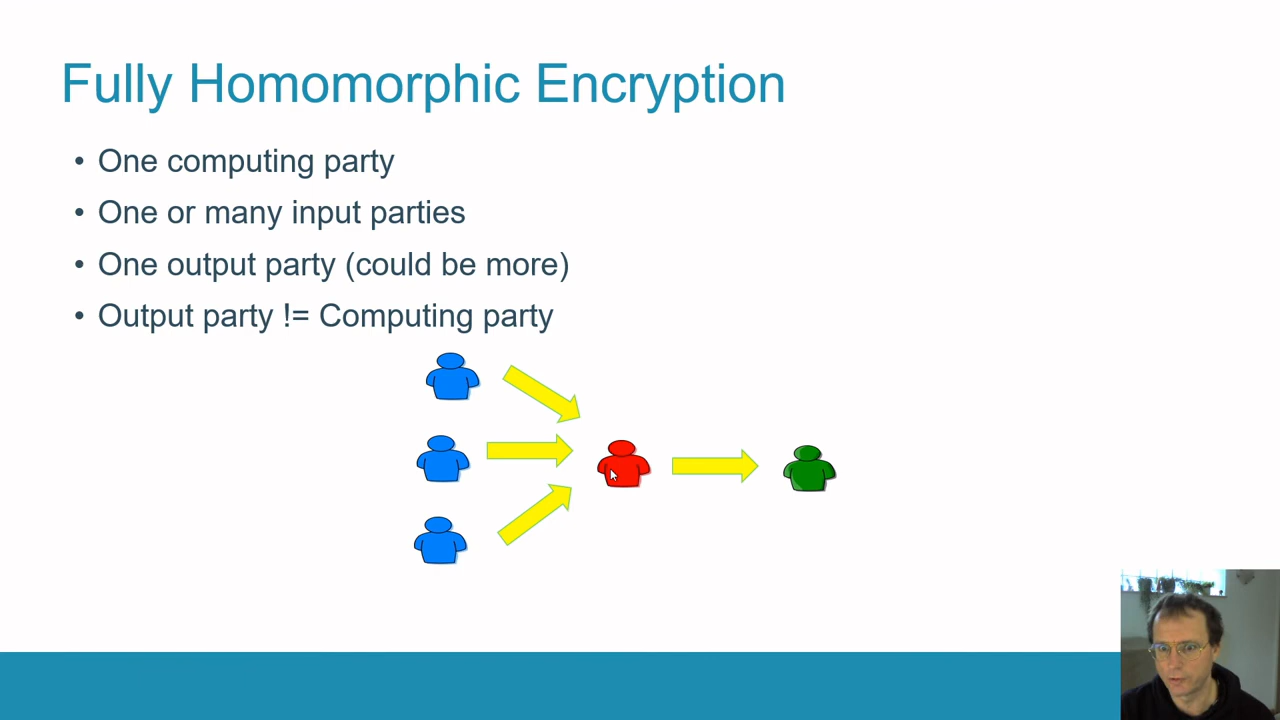 Fully Homomorphic Encryption
• One computing party
• One or many input parties
• One output party (could be more)
• Output party != Computing party